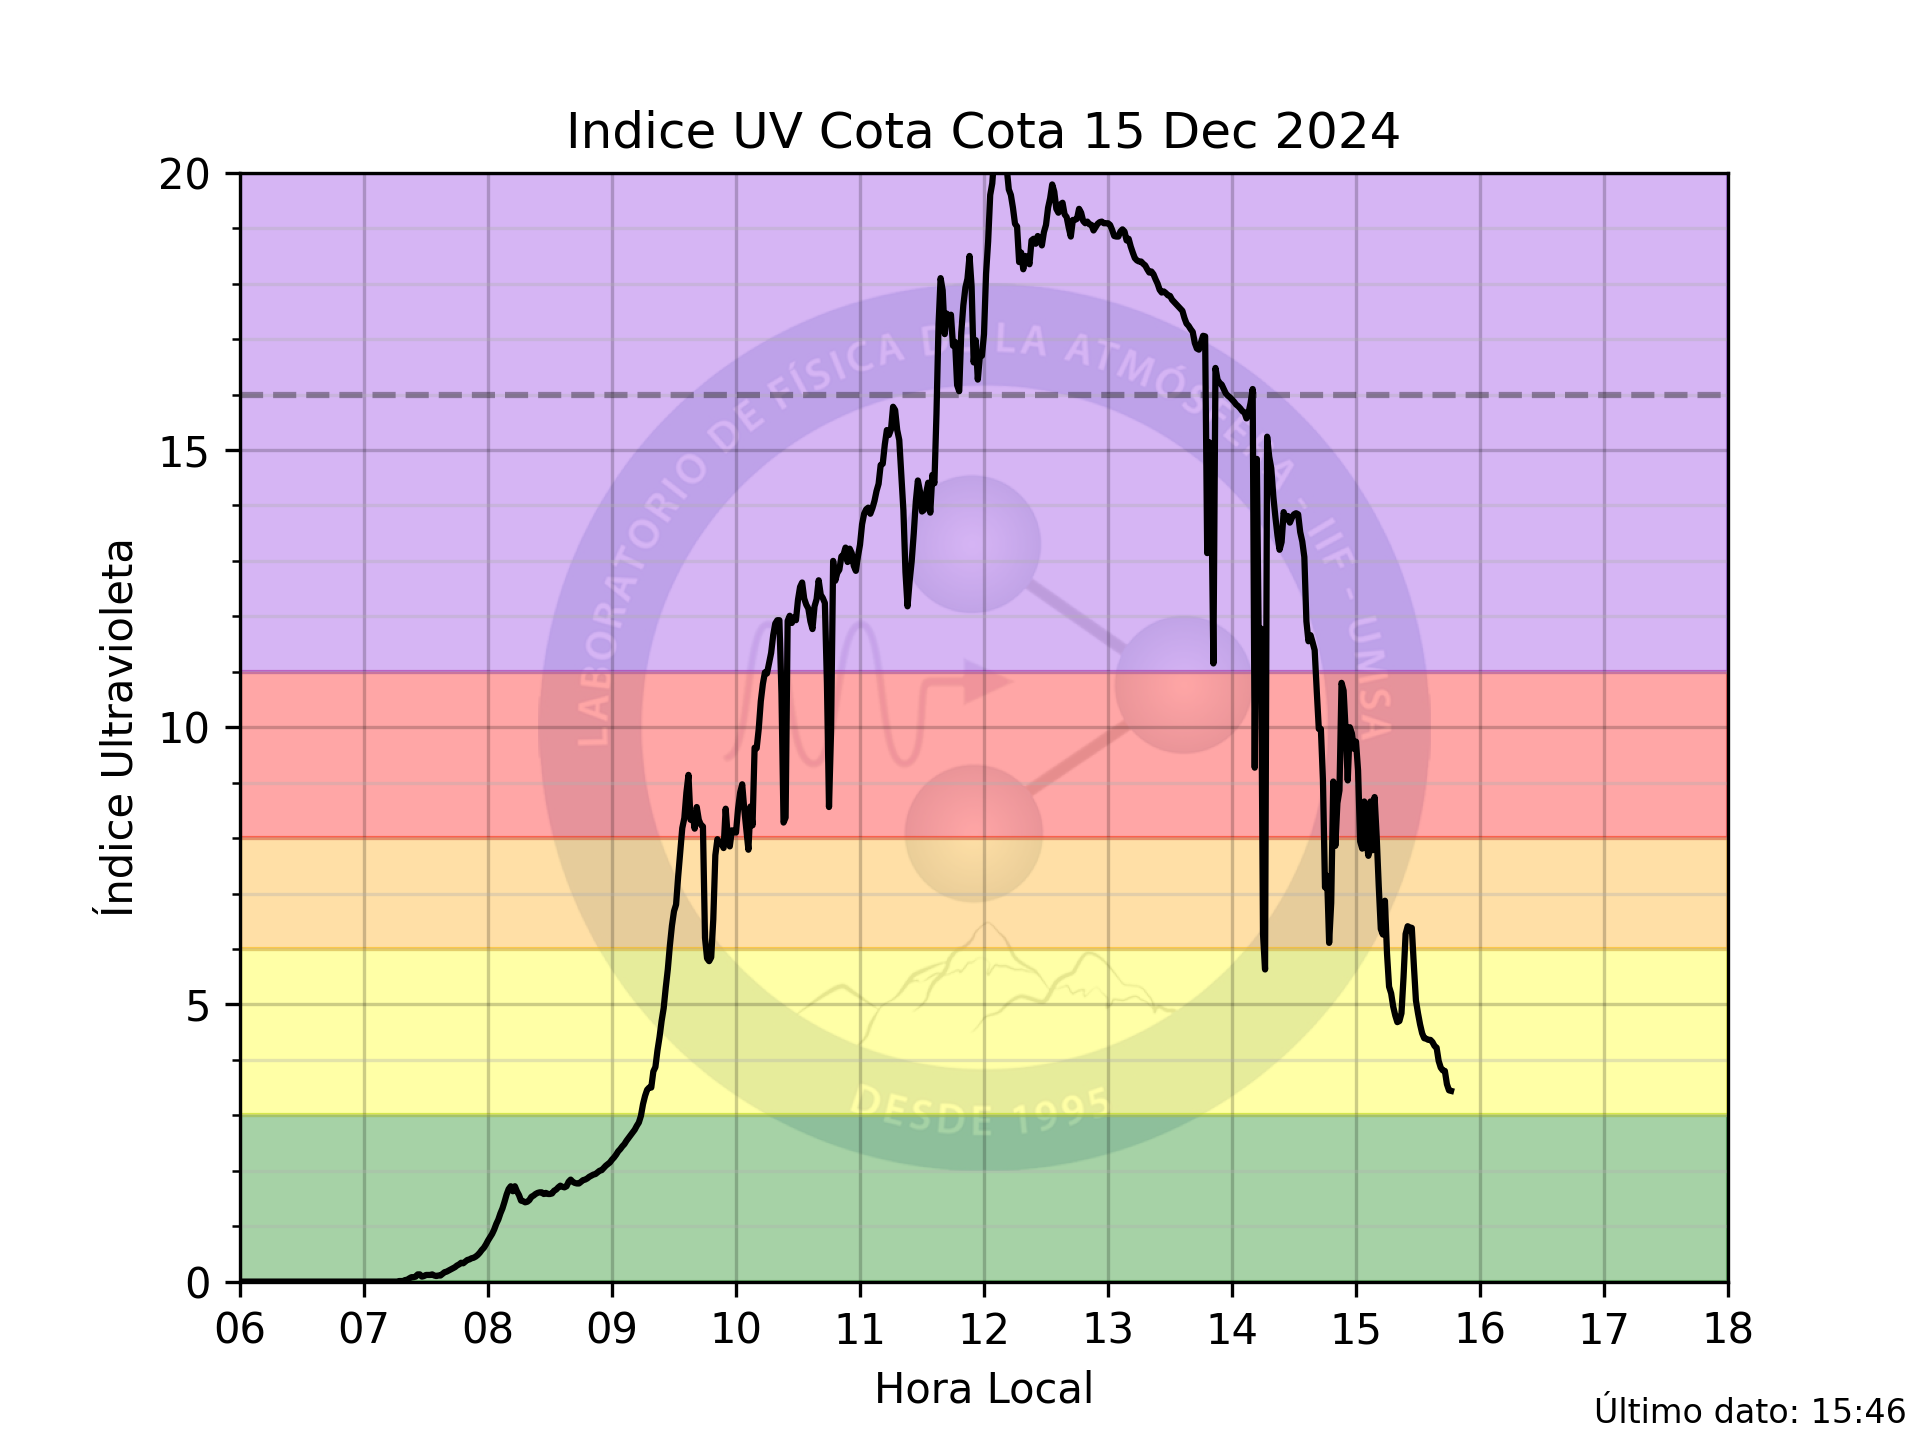 Indice UV Cota Cota 15 Dec 2024
20
15
10
5
0
Índice Ultravioleta
LABORATORIO DE FÍSICA DE LA ATMÓSFERA - IIF - UMSA
DESDE 1995
06 07 08 09 10 11 12 13 14 15 16 17 18
Hora Local
Último dato: 15:46